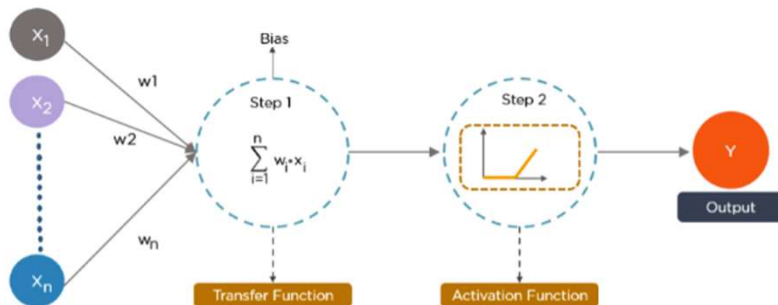 X1
X2
Xn
w1
w2
wn
Bias
Step 1
n
∑ wi*xi
i=1
Transfer Function
Step 2
Activation Function
Y
Output